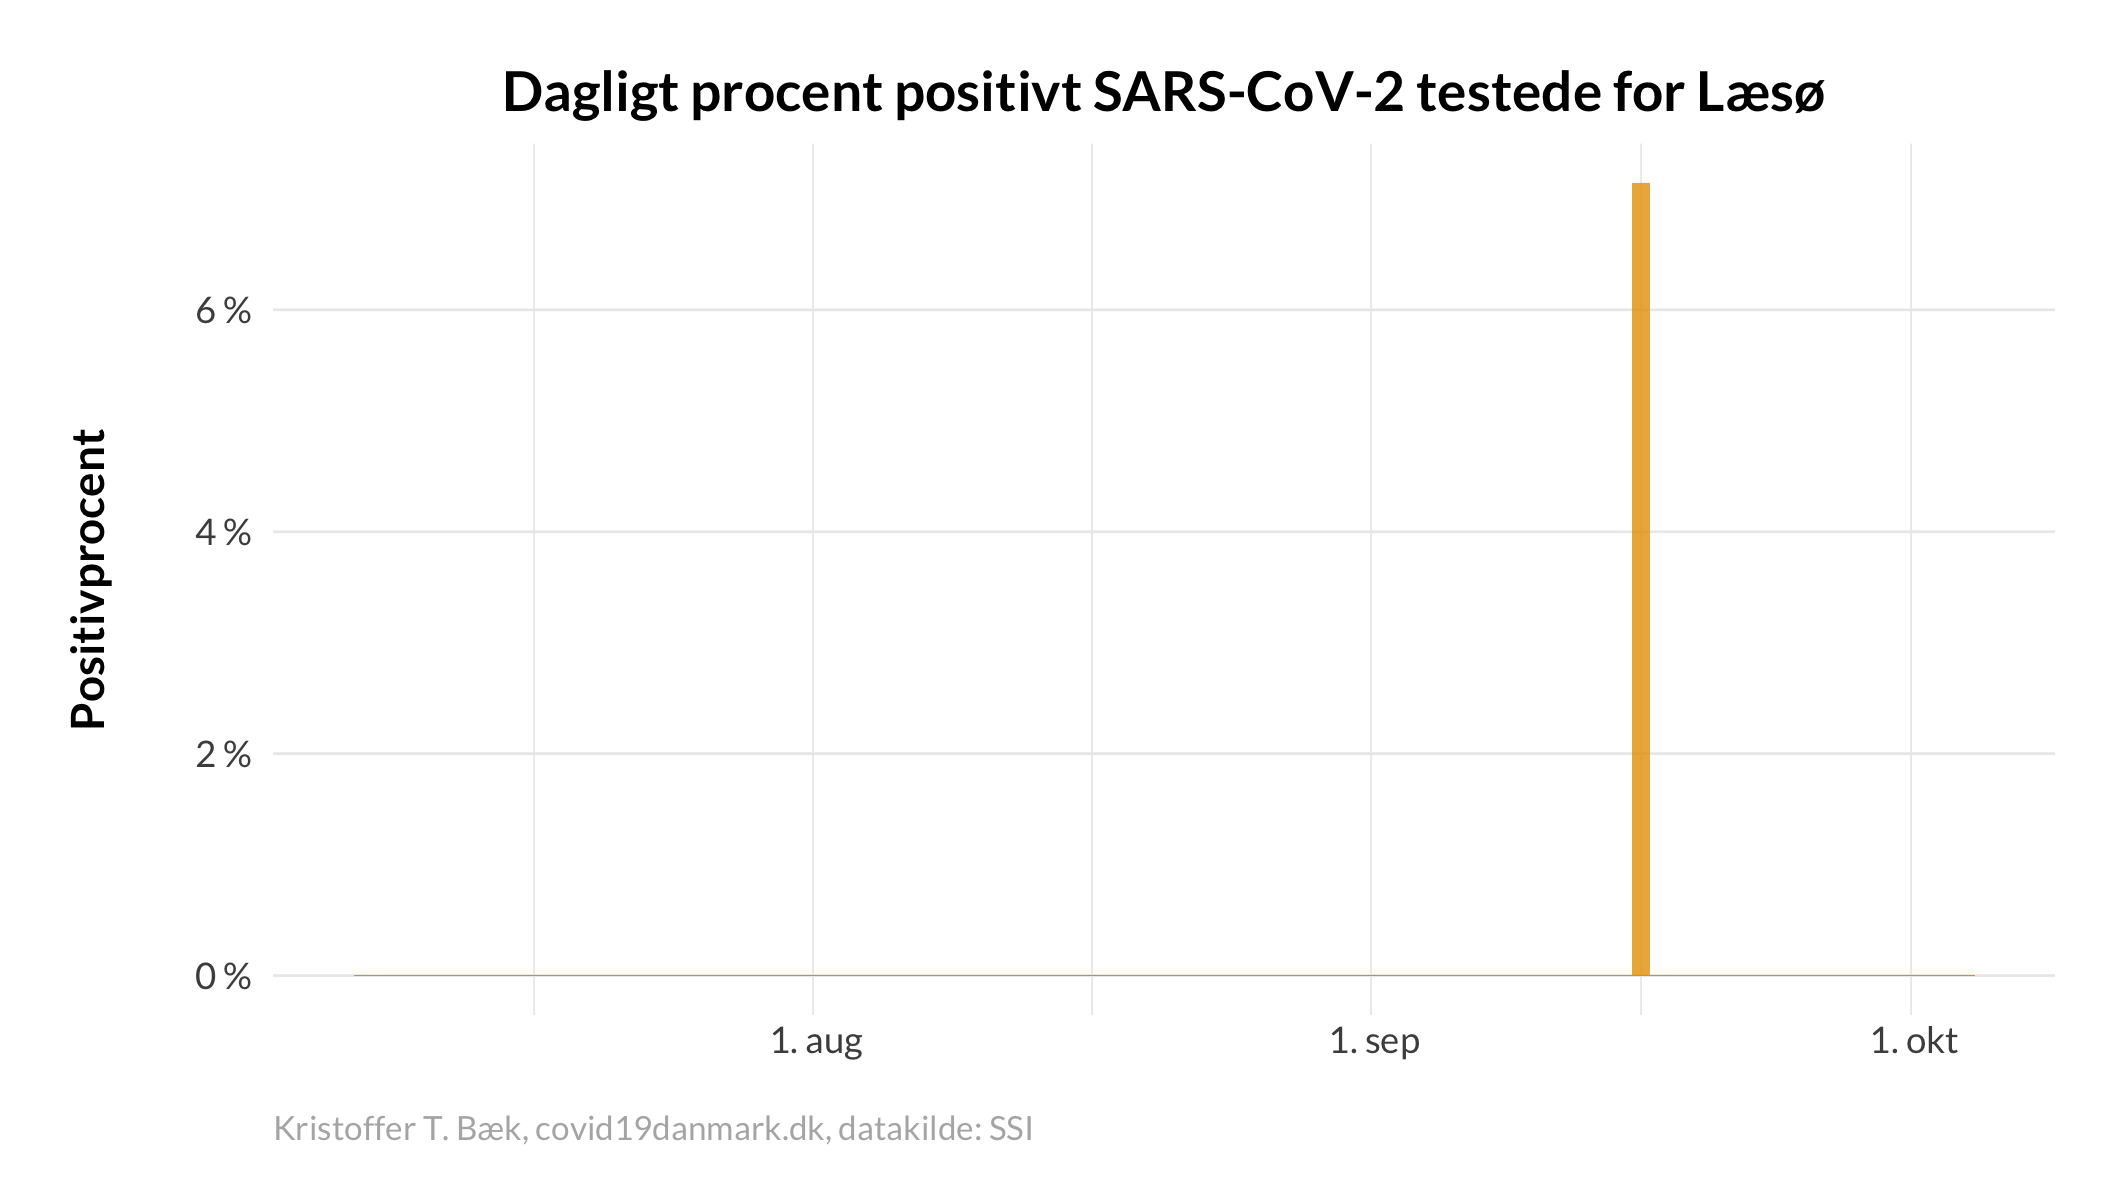 Dagligt procent positivt SARS-CoV-2 testede for Læsø
Positivprocent
6 %
4 %
2 %
0 %
1. aug
1. sep
1. okt
Kristoffer T. Bæk, covid19danmark.dk, datakilde: SSI